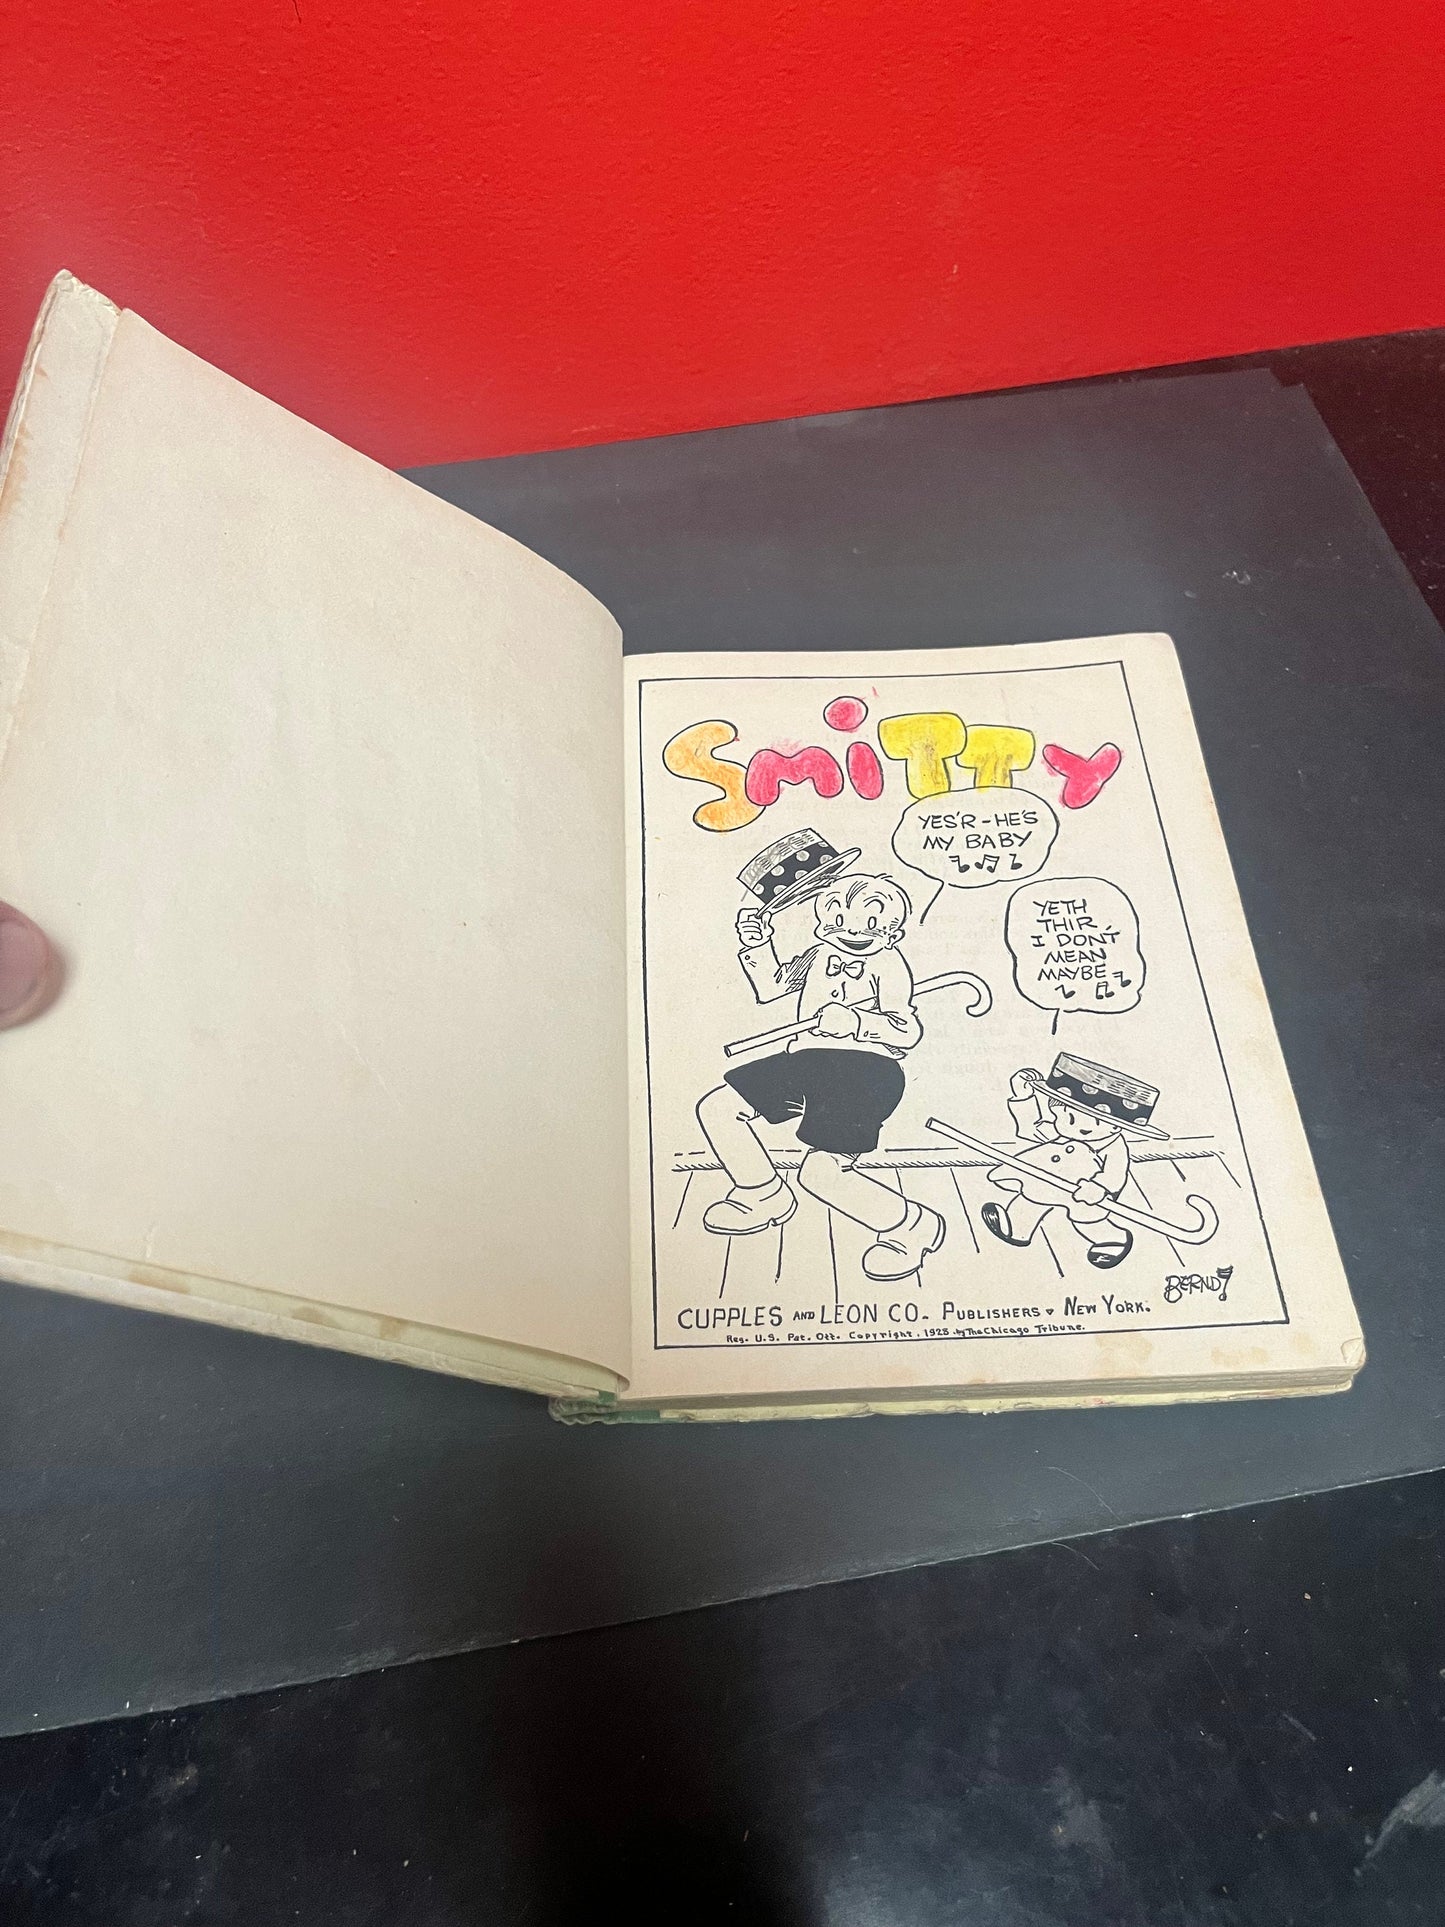 SMiTTY
YES'R-HE'S
MY BABY
YETH
THIR
I DON'T
MEAN
MAYBE
BERNDT
CUPPLES AND LEON CO. PUBLISHERS NEW YORK.
Reg. U.S. Pat. Off. Copyright, 1928 by The Chicago Tribune.